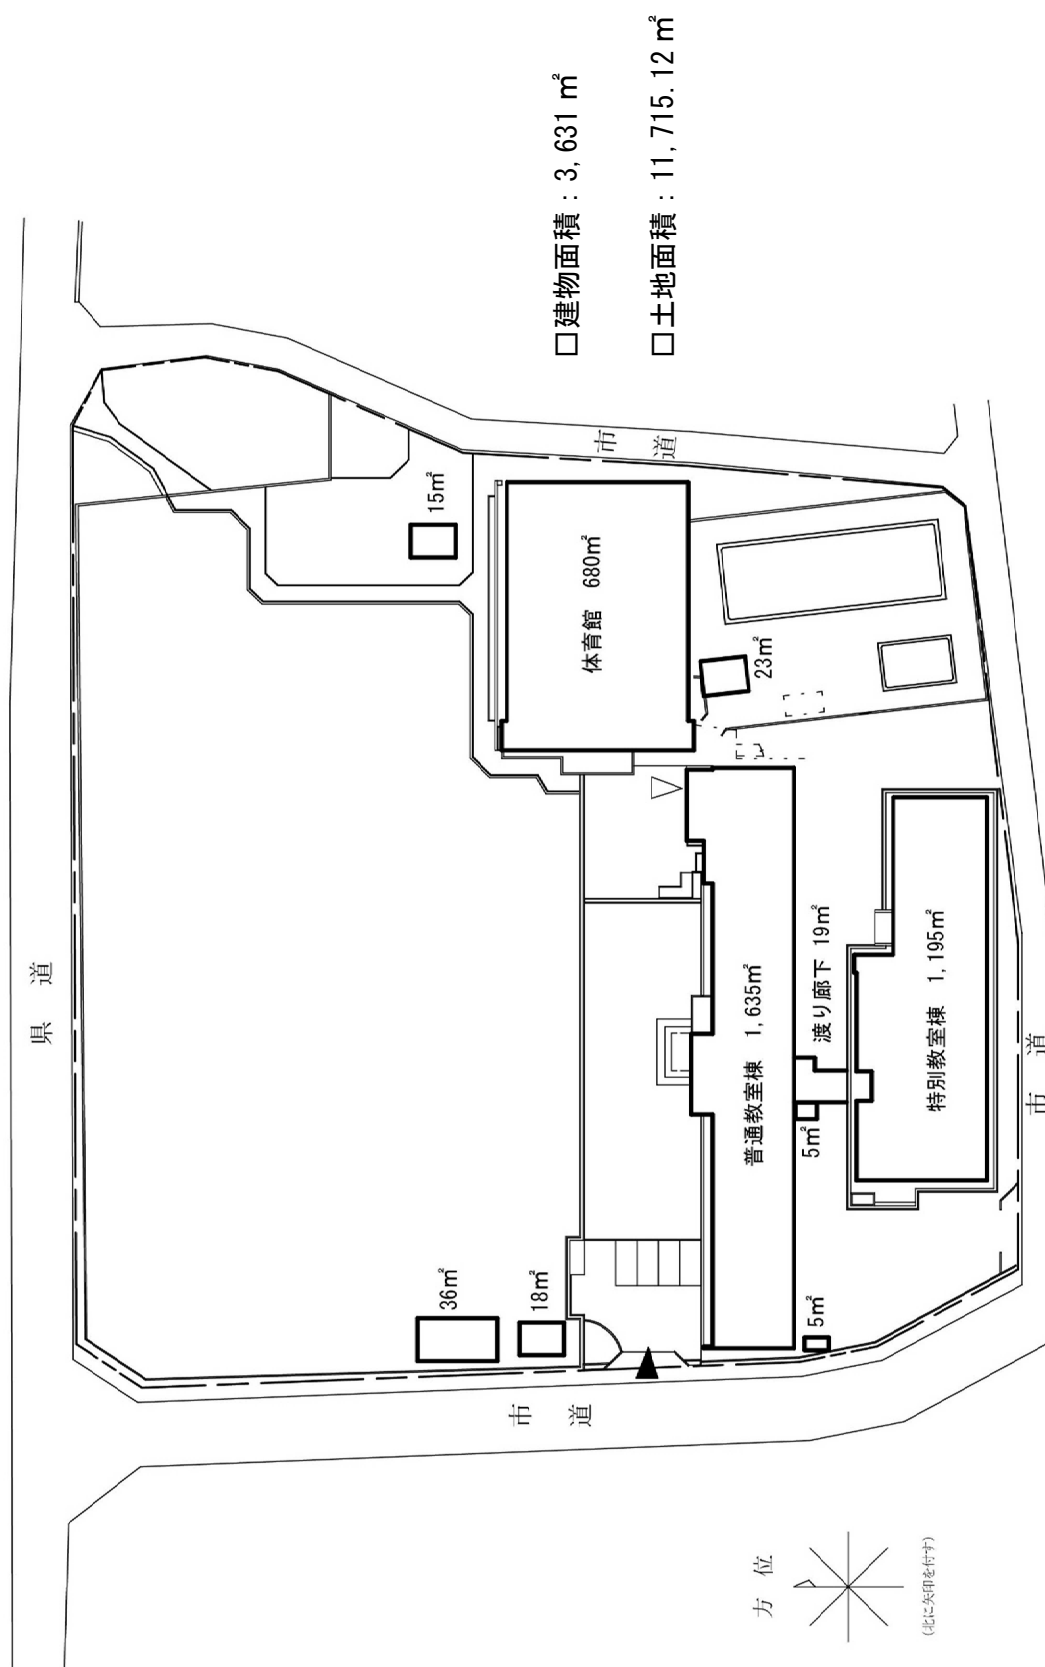 □建物面積：3,631㎡
□土地面積：11,715.12㎡
県道
市道
15㎡
体育館 680㎡
23㎡
普通教室棟 1,635㎡
渡り廊下 19㎡
5㎡
特別教室棟 1,195㎡
市道
36㎡
18㎡
5㎡
市道
方位
(北に矢印を付す)